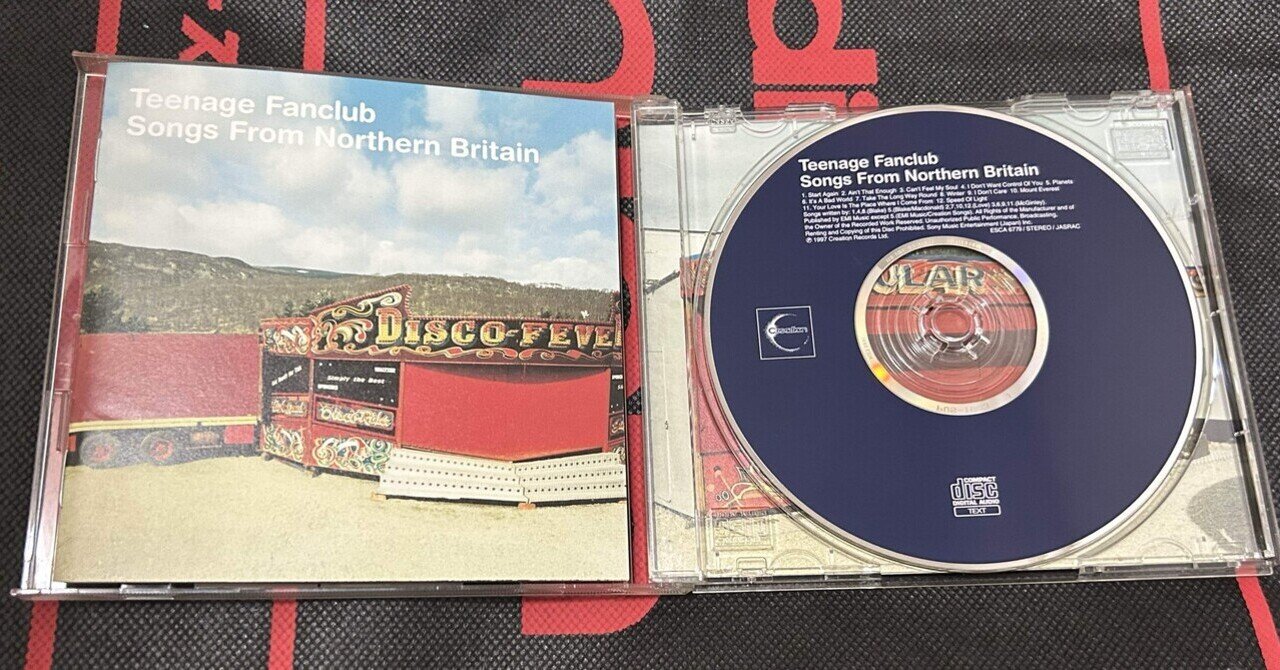 Teenage Fanclub
Songs From Northern Britain
DISCO-FEVE
Simply the Best
Teenage Fanclub
Songs From Northern Britain
1. Start Again 2. Ain't That Enough 3. Can't Feel My Soul 4. I Don't Want Control Of You 5. Planets
6. It's A Bad World 7. Take The Long Way Round 8. Winter 9. I Don't Care 10. Mount Everest
11. Your Love Is The Place Where I Come From 12. Speed Of Light
Songs written by: 1,4,8 (Blake) 5 (Blake/Macdonald) 2,7,10,12 (Love) 3,6,9,11 (McGinley).
Published by EMI Music except 5 (EMI Music/Creation Songs). All Rights of the Manufacturer and of
the Owner of the Recorded Work Reserved. Unauthorized Public Performance, Broadcasting,
Renting and Copying of this Disc Prohibited. Sony Music Entertainment (Japan) Inc.
℗ 1997 Creation Records Ltd.
ESCA 6779 / STEREO / JASRAC
ULAR
Creation
COMPACT
disc
DIGITAL AUDIO
TEXT